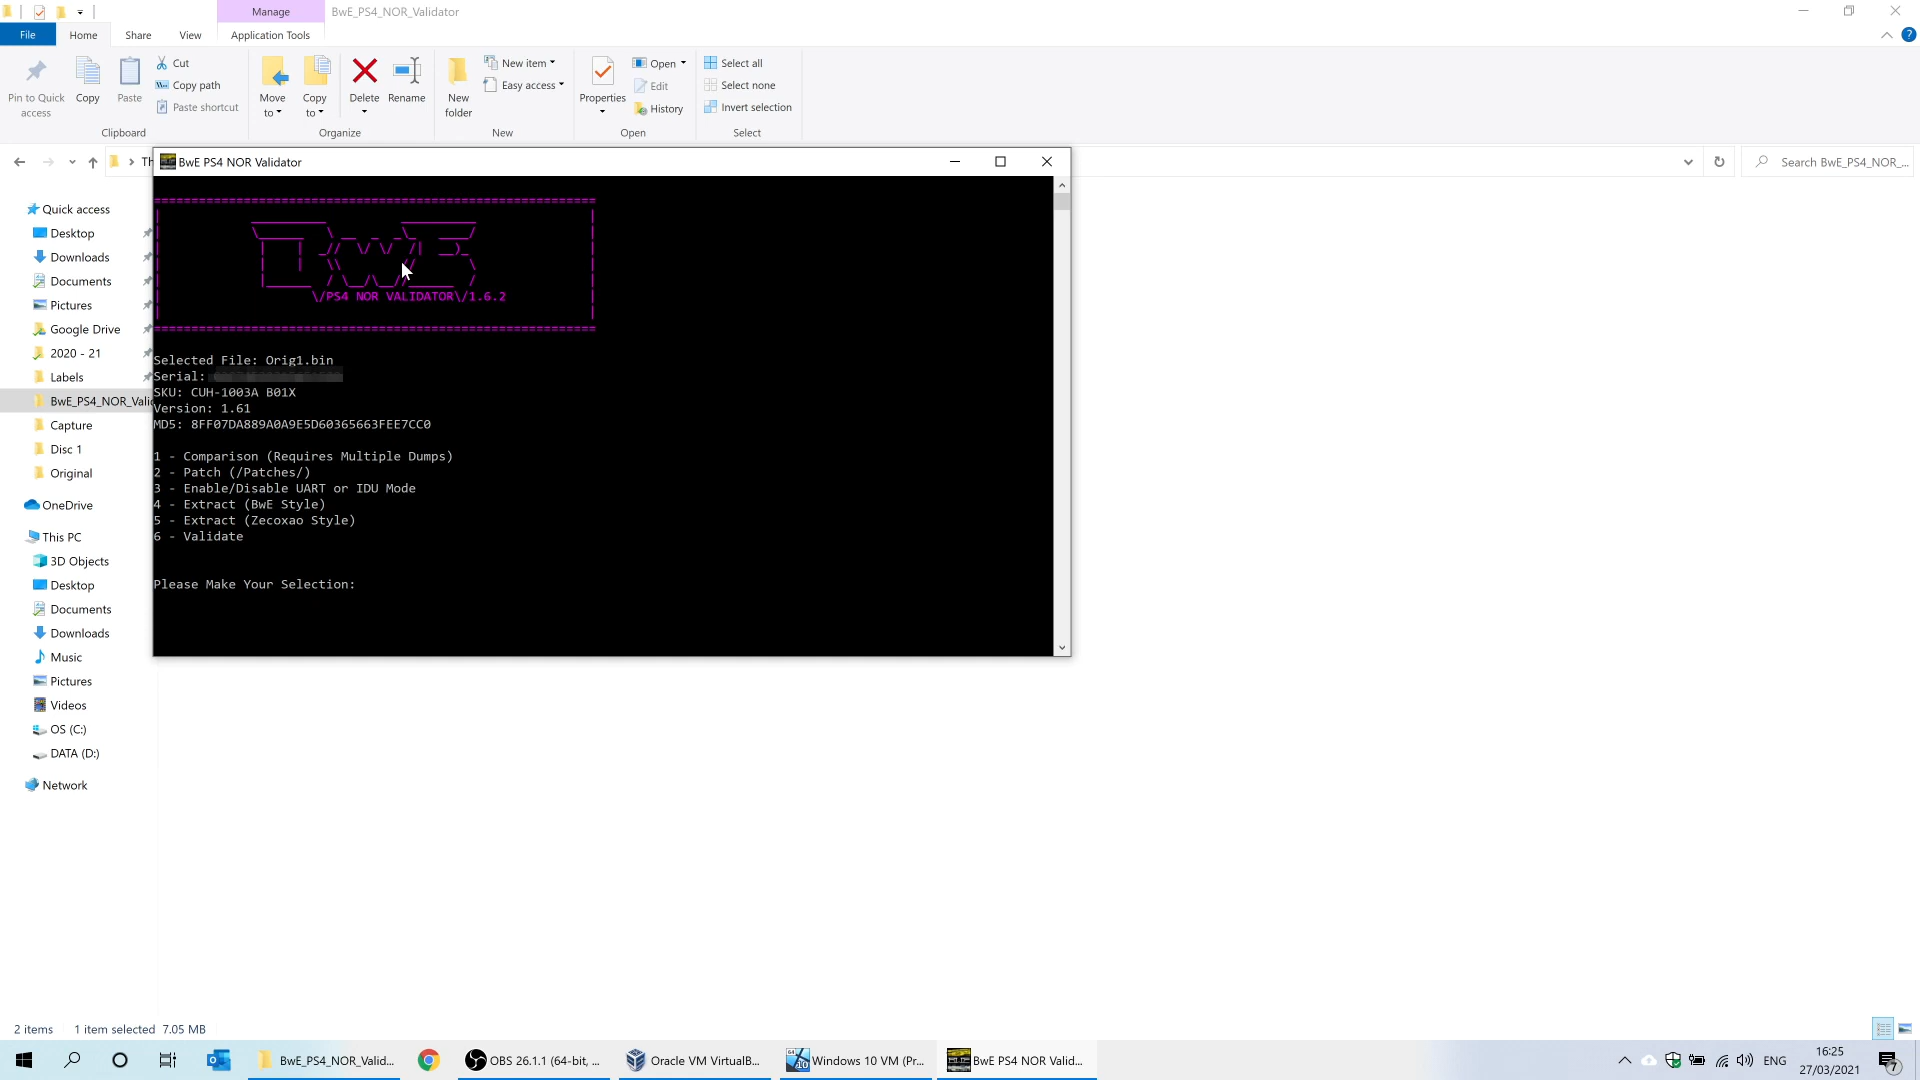 Manage
BwE_PS4_NOR_Validator
File
Home
Share
View
Application Tools
Pin to Quick access
Copy
Paste
Cut
Copy path
Paste shortcut
Clipboard
Move to
Copy to
Delete
Rename
Organize
New folder
New item
Easy access
New
Properties
Open
Edit
History
Open
Select all
Select none
Invert selection
Select
Th
Search BwE_PS4_NOR_...
Quick access
Desktop
Downloads
Documents
Pictures
Google Drive
2020 - 21
Labels
BwE_PS4_NOR_Valid
Capture
Disc 1
Original
OneDrive
This PC
3D Objects
Desktop
Documents
Downloads
Music
Pictures
Videos
OS (C:)
DATA (D:)
Network
BwE PS4 NOR Validator
BwE
\/PS4 NOR VALIDATOR\/1.6.2
Selected File: Orig1.bin
Serial:
SKU: CUH-1003A B01X
Version: 1.61
MD5: 8FF07DA889A0A9E5D60365663FEE7CC0
1 - Comparison (Requires Multiple Dumps)
2 - Patch (/Patches/)
3 - Enable/Disable UART or IDU Mode
4 - Extract (BwE Style)
5 - Extract (Zecoxao Style)
6 - Validate
Please Make Your Selection:
2 items
1 item selected 7.05 MB
BwE_PS4_NOR_Valid...
OBS 26.1.1 (64-bit, ...
Oracle VM VirtualB...
Windows 10 VM (Pr...
BwE PS4 NOR Valid...
ENG
16:25
27/03/2021
7